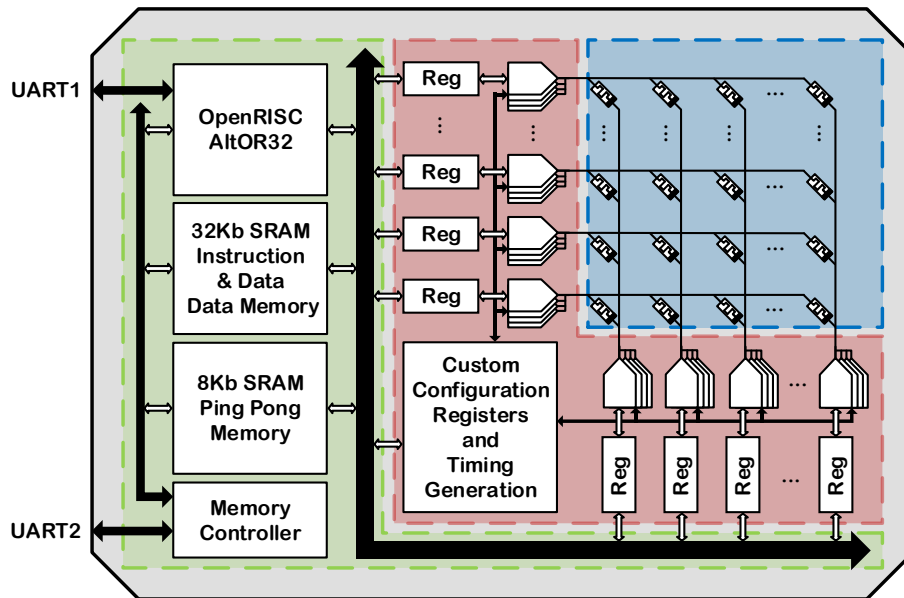 UART1
OpenRISC
AltOR32
32Kb SRAM
Instruction
& Data
Data Memory
8Kb SRAM
Ping Pong
Memory
UART2
Memory
Controller
Reg
...
...
Reg
Reg
Reg
Custom
Configuration
Registers
and
Timing
Generation
...
...
...
...
...
...
...
...
...
Reg
Reg
Reg
...
Reg